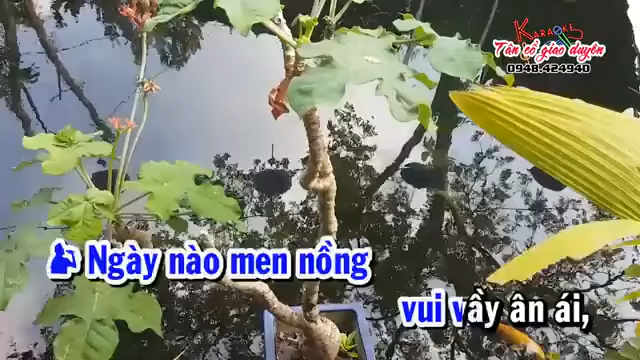 KARAOKE
Tân cổ giao duyên
0948.424940
Ngày nào men nồng
vui vầy ân ái,